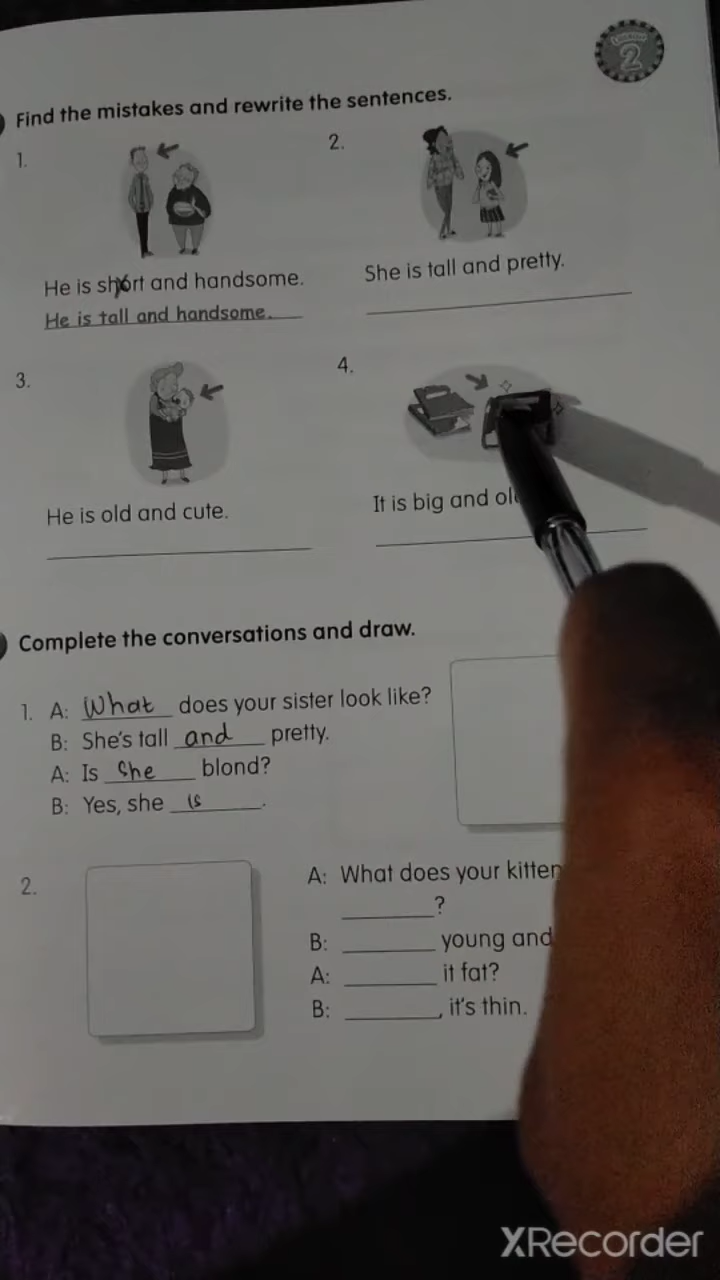 2
Find the mistakes and rewrite the sentences.
1.
2.
He is short and handsome.
She is tall and pretty.
He is tall and handsome.
3.
4.
He is old and cute.
It is big and
Complete the conversations and draw.
1. A: What does your sister look like?
B: She's tall and pretty.
A: Is she blond?
B: Yes, she is.
2.
A: What does your kitten
?
B: young and
A: it fat?
B: , it's thin.
XRecorder